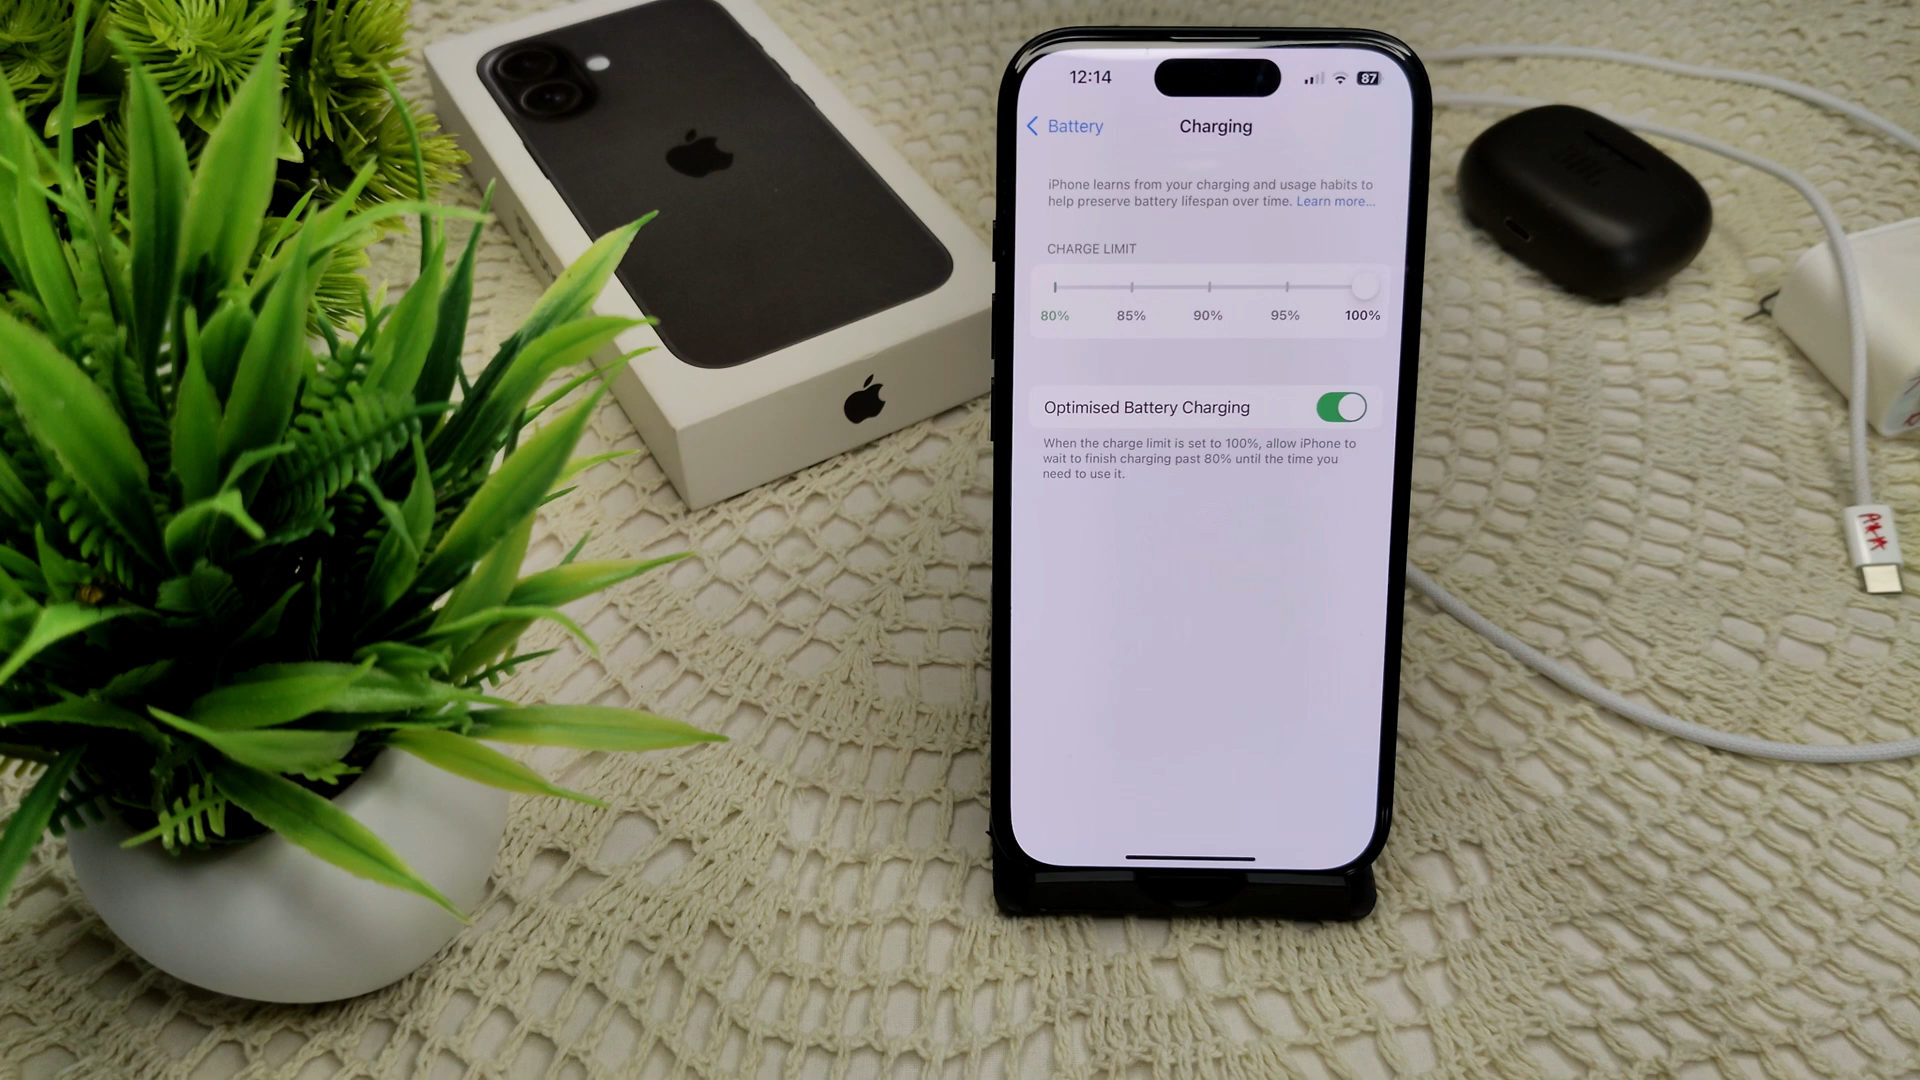 12:14
87
Battery
Charging
iPhone learns from your charging and usage habits to
help preserve battery lifespan over time. Learn more...
CHARGE LIMIT
80% 85% 90% 95% 100%
Optimised Battery Charging
When the charge limit is set to 100%, allow iPhone to
wait to finish charging past 80% until the time you
need to use it.
JBL